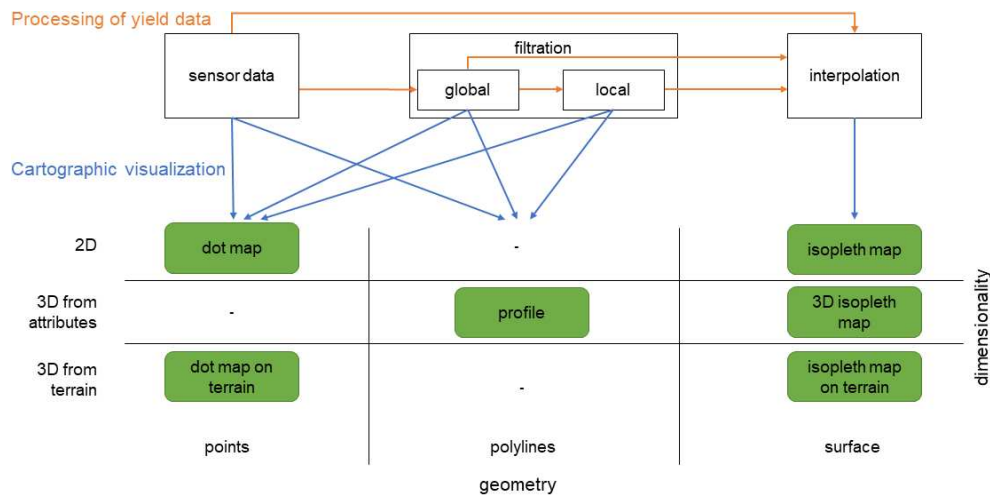 Processing of yield data
filtration
sensor data
interpolation
global
local
Cartographic visualization
2D
dot map
-
isopleth map
3D from
attributes
-
profile
3D isopleth
map
3D from
terrain
dot map on
terrain
-
isopleth map
on terrain
dimensionality
points
polylines
surface
geometry